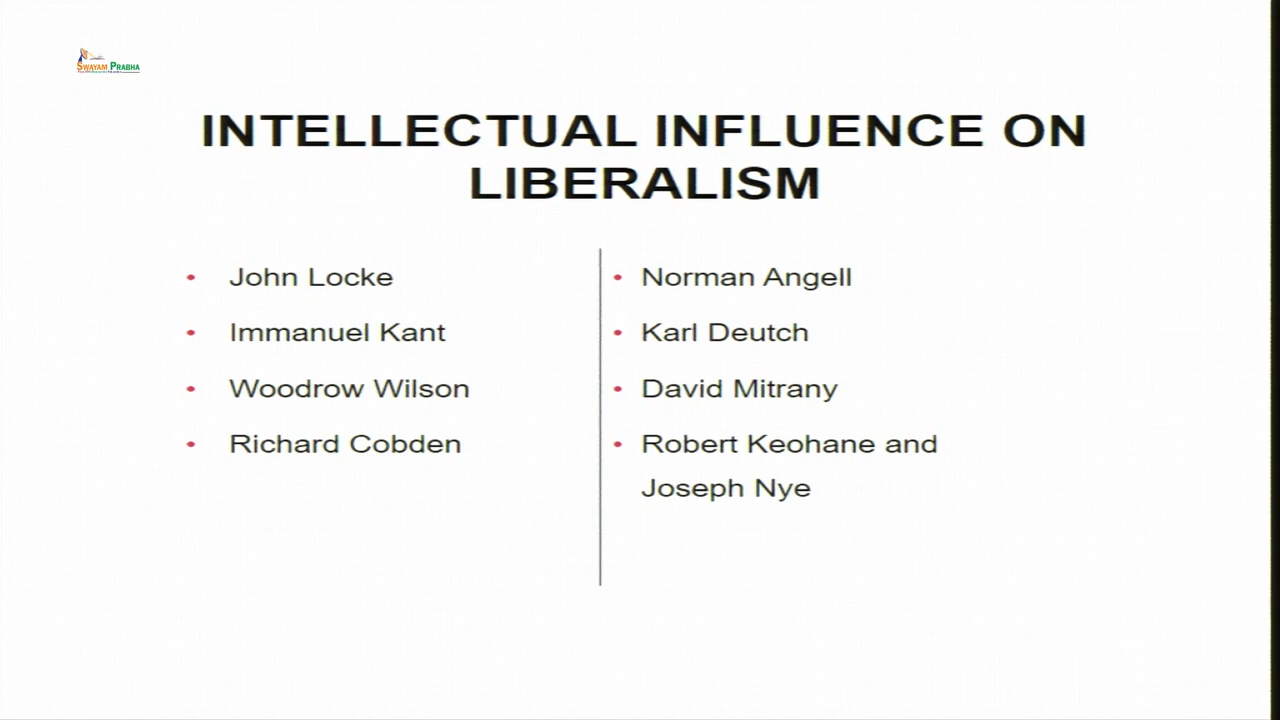 SWAYAM PRABHA
INTELLECTUAL INFLUENCE ON
LIBERALISM
• John Locke
• Immanuel Kant
• Woodrow Wilson
• Richard Cobden
• Norman Angell
• Karl Deutch
• David Mitrany
• Robert Keohane and
Joseph Nye